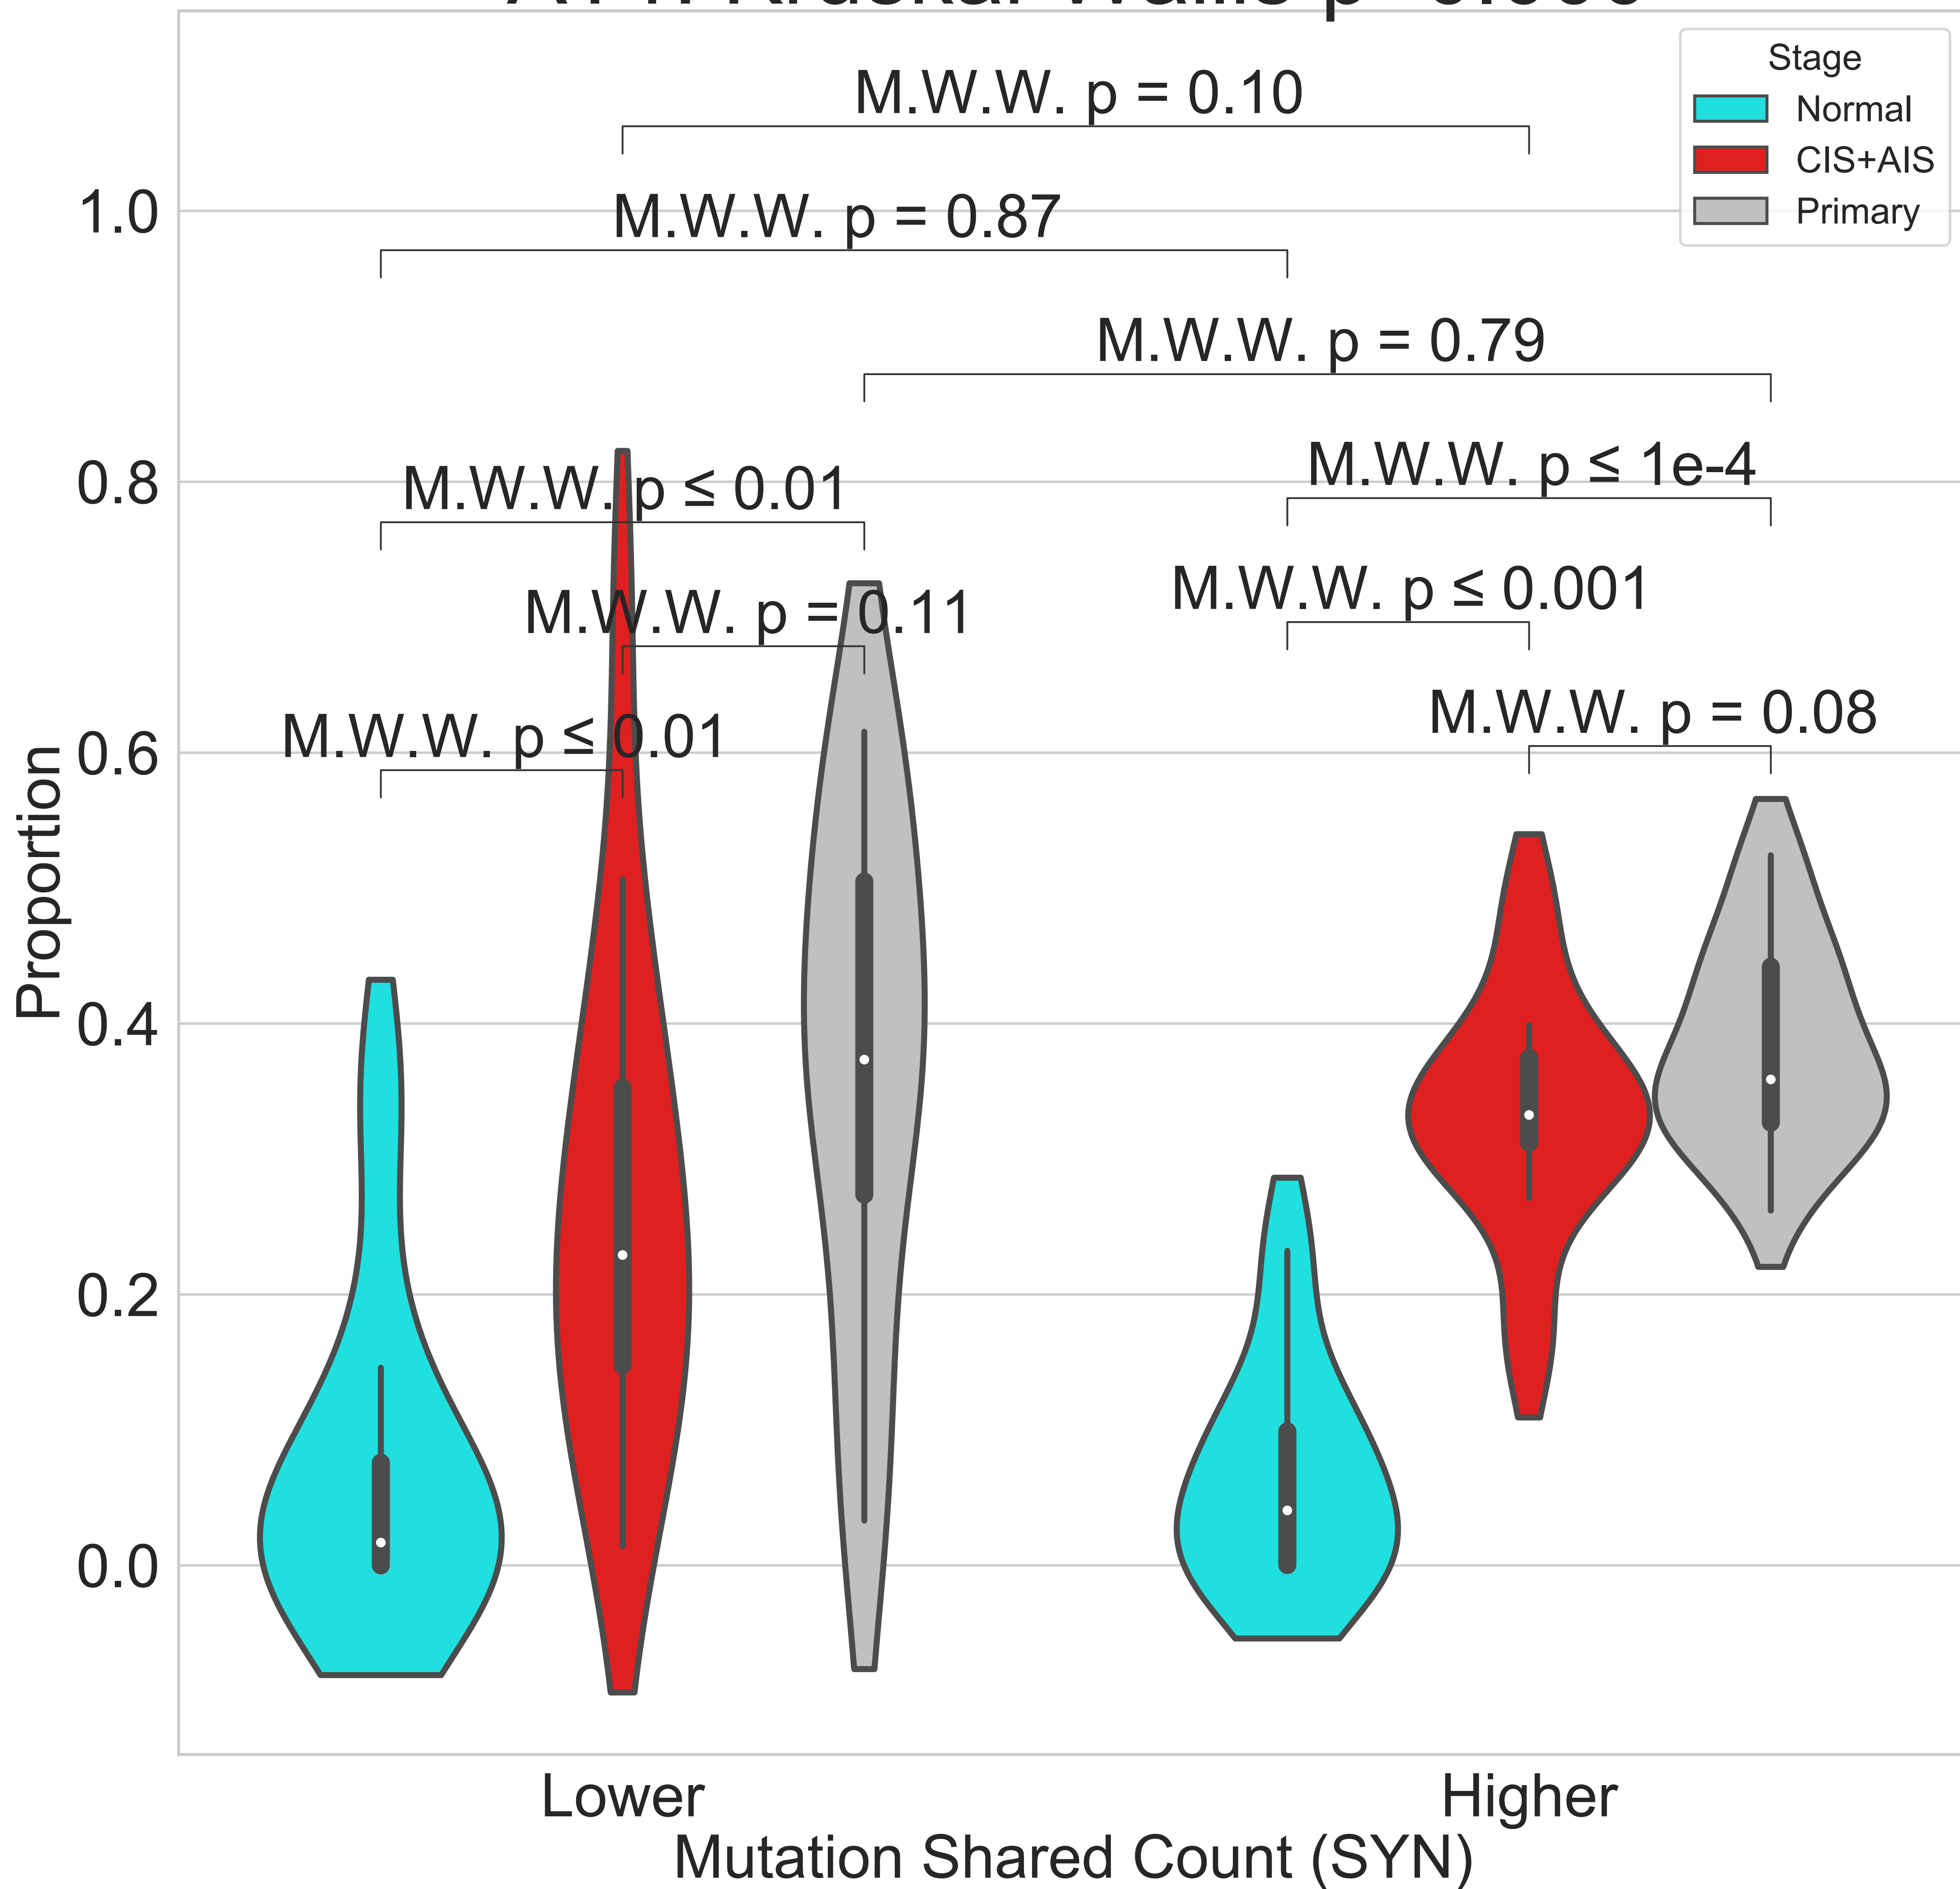 Stage
Normal
CIS+AIS
Primary
M.W.W. p = 0.10
M.W.W. p = 0.87
M.W.W. p = 0.79
M.W.W. p ≤ 1e-4
M.W.W. p ≤ 0.01
M.W.W. p ≤ 0.001
M.W.W. p = 0.11
M.W.W. p = 0.08
M.W.W. p ≤ 0.01
1.0
0.8
0.6
0.4
0.2
0.0
Proportion
Lower
Higher
Mutation Shared Count (SYN)